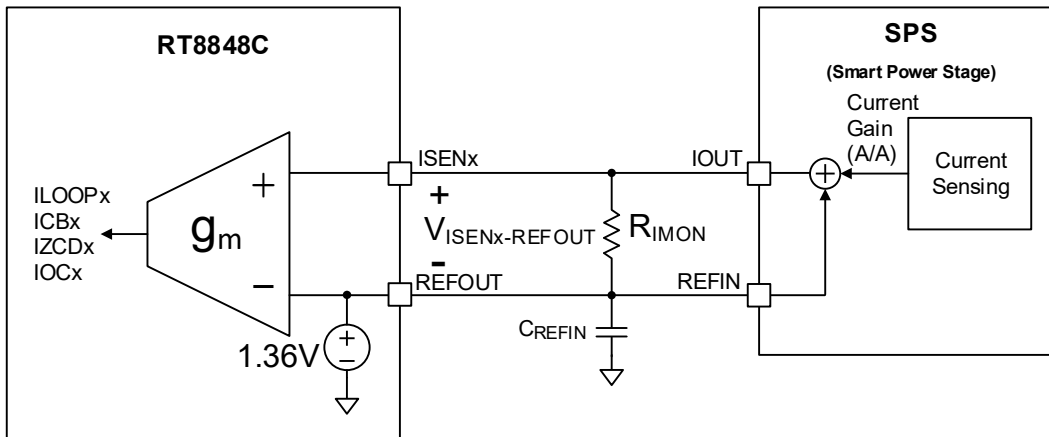 RT8848C
SPS
(Smart Power Stage)
Current
Gain
(A/A)
Current
Sensing
ISENx
IOUT
+
+
ILOOPx
ICBx
IZCDx
IOCx
gm
VISENx-REFOUT
RIMON
−
-
REFOUT
REFIN
CREFIN
1.36V
+
−